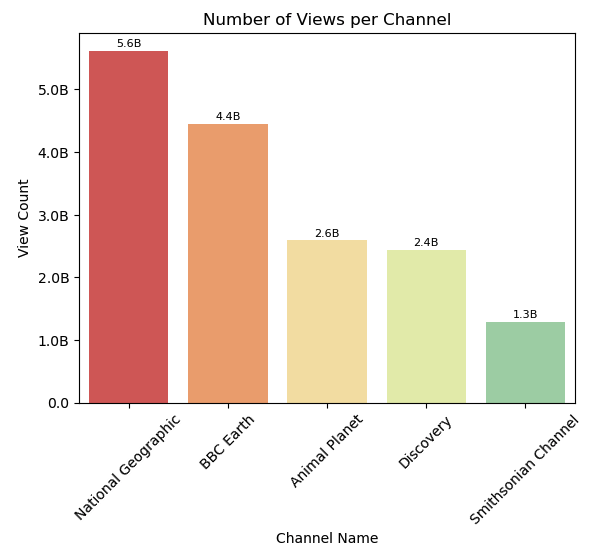 Number of Views per Channel
5.6B
4.4B
2.6B
2.4B
1.3B
5.0B
4.0B
3.0B
2.0B
1.0B
0.0
View Count
National Geographic
BBC Earth
Animal Planet
Discovery
Smithsonian Channel
Channel Name